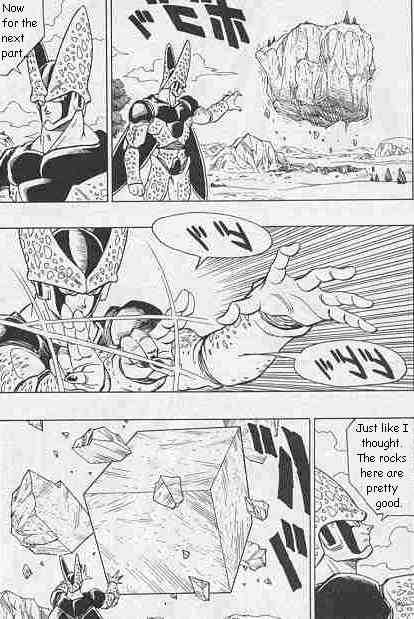 Now
for the
next
part...
Just like I
thought.
The rocks
here are
pretty
good.